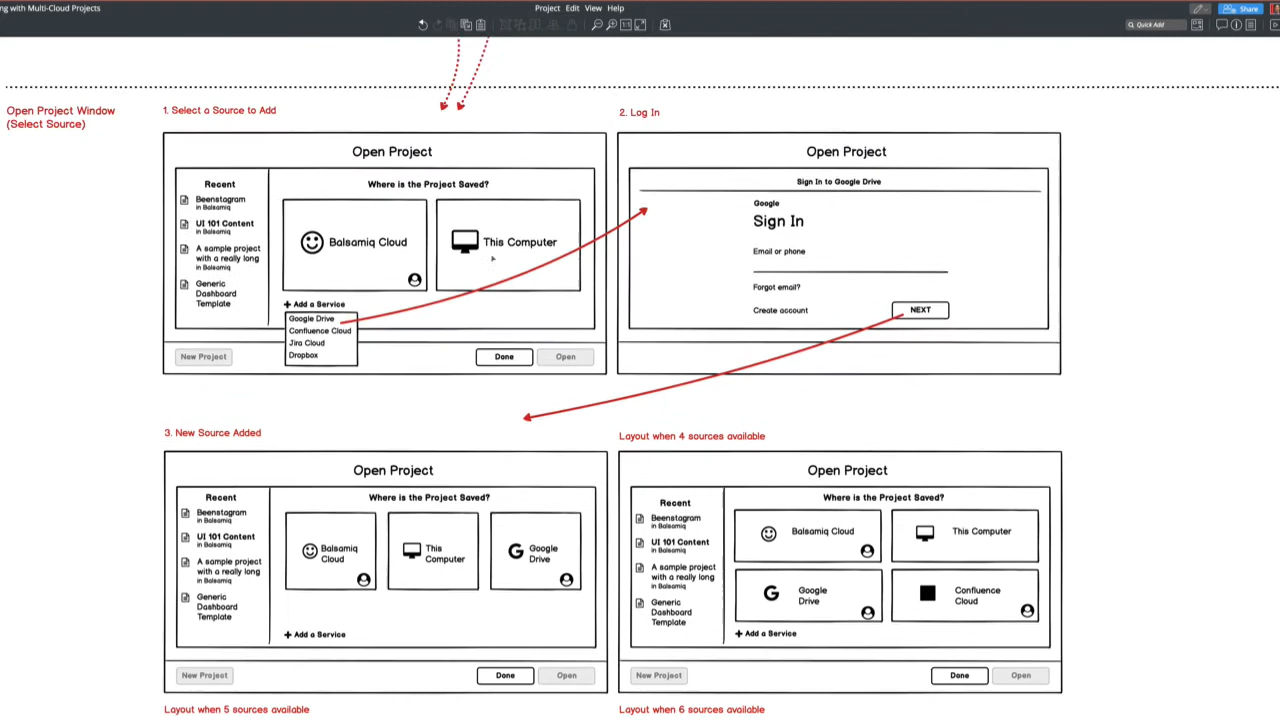 ng with Multi-Cloud Projects
Project Edit View Help
Share
1:1
Quick Add
Open Project Window
(Select Source)
1. Select a Source to Add
Open Project
Recent
Beenstagram
in Balsamiq
UI 101 Content
in Balsamiq
A sample project
with a really long
in Balsamiq
Generic
Dashboard
Template
Where is the Project Saved?
Balsamiq Cloud
This Computer
+ Add a Service
Google Drive
Confluence Cloud
Jira Cloud
Dropbox
New Project
Done
Open
2. Log In
Open Project
Sign In to Google Drive
Google
Sign In
Email or phone
Forgot email?
Create account
NEXT
3. New Source Added
Open Project
Recent
Beenstagram
in Balsamiq
UI 101 Content
in Balsamiq
A sample project
with a really long
in Balsamiq
Generic
Dashboard
Template
Where is the Project Saved?
Balsamiq
Cloud
This
Computer
G
Google
Drive
+ Add a Service
New Project
Done
Open
Layout when 4 sources available
Open Project
Recent
Beenstagram
in Balsamiq
UI 101 Content
in Balsamiq
A sample project
with a really long
in Balsamiq
Generic
Dashboard
Template
Where is the Project Saved?
Balsamiq Cloud
This Computer
G
Google
Drive
Confluence
Cloud
+ Add a Service
New Project
Done
Open
Layout when 5 sources available
Layout when 6 sources available